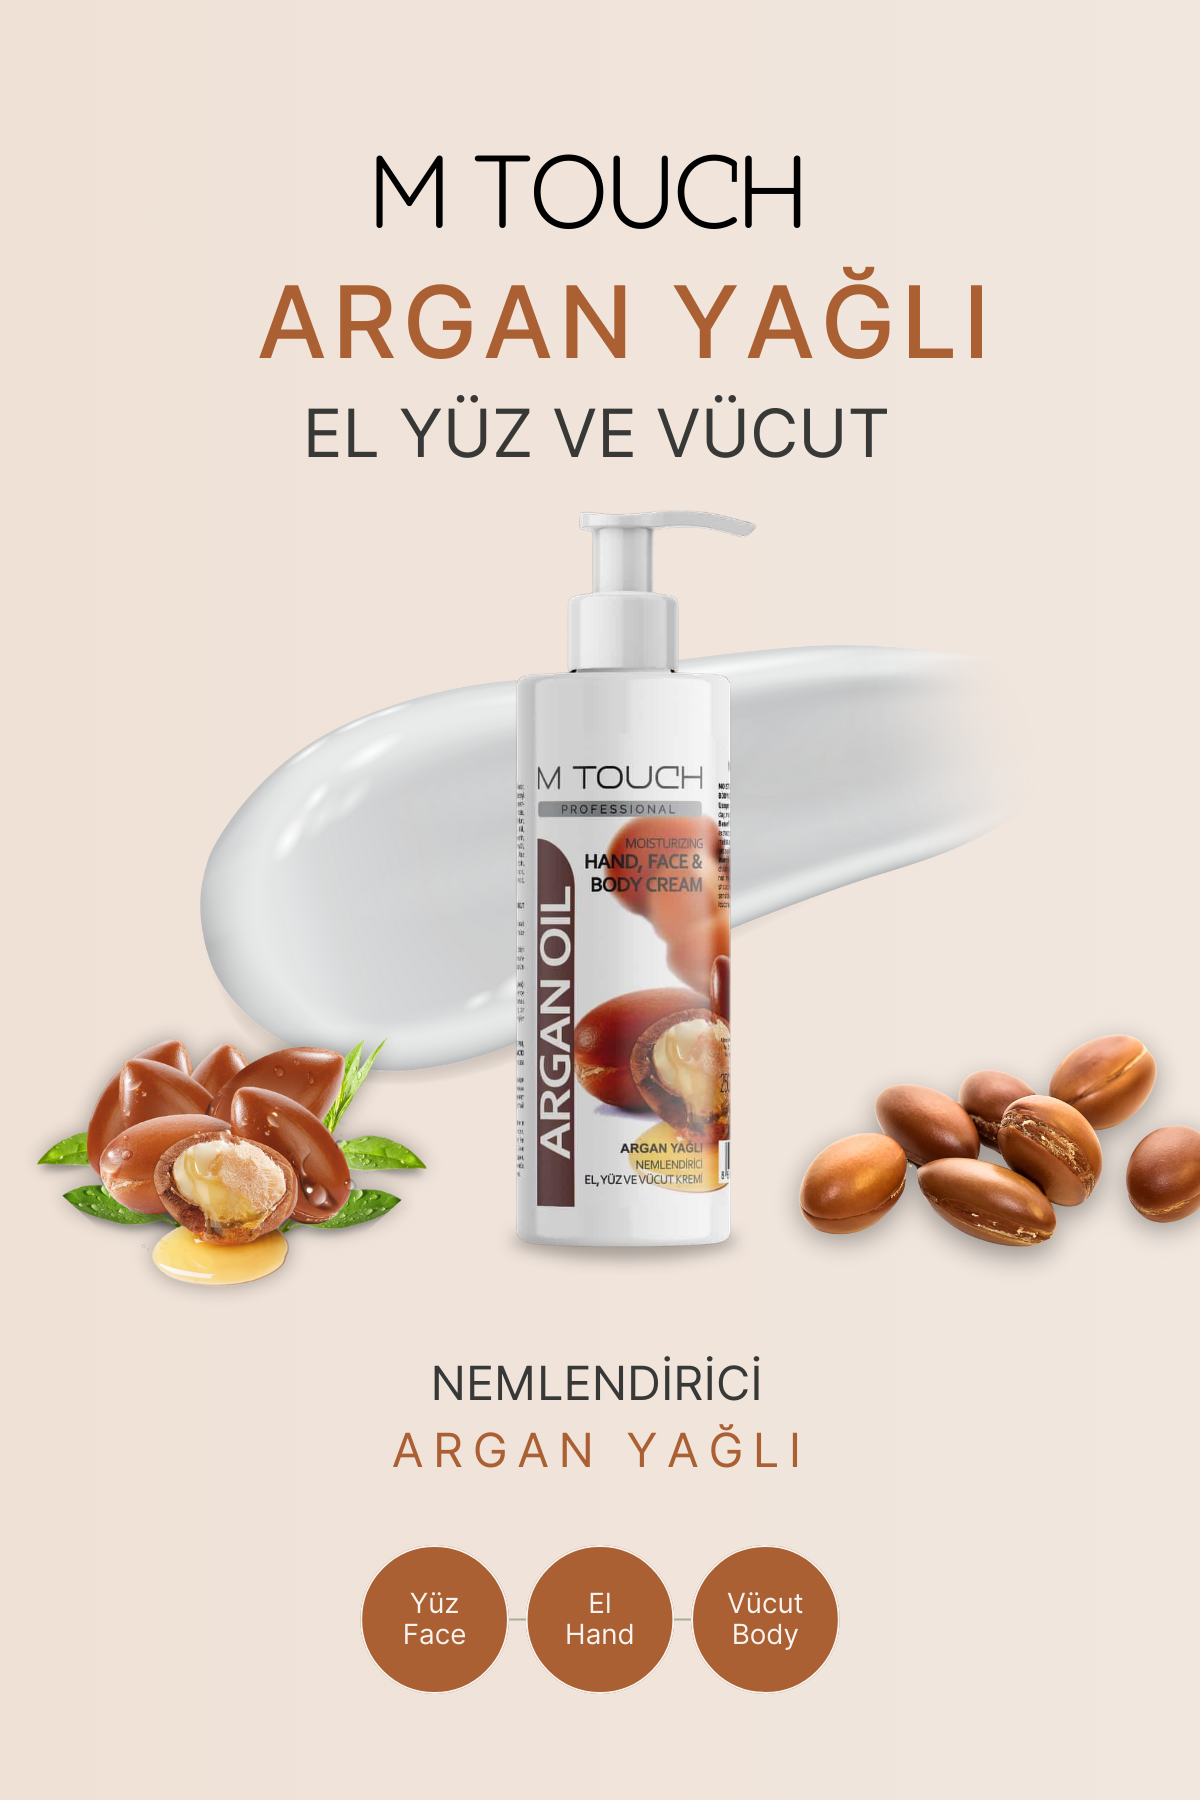 M TOUCH
ARGAN YAĞLI
EL YÜZ VE VÜCUT
M TOUCH
PROFESSIONAL
MOISTURIZING
HAND, FACE &
BODY CREAM
ARGAN OIL
ARGAN YAĞLI
NEMLENDİRİCİ
EL, YÜZ VE VÜCUT KREMİ
NEMLENDİRİCİ
ARGAN YAĞLI
Yüz
Face
El
Hand
Vücut
Body